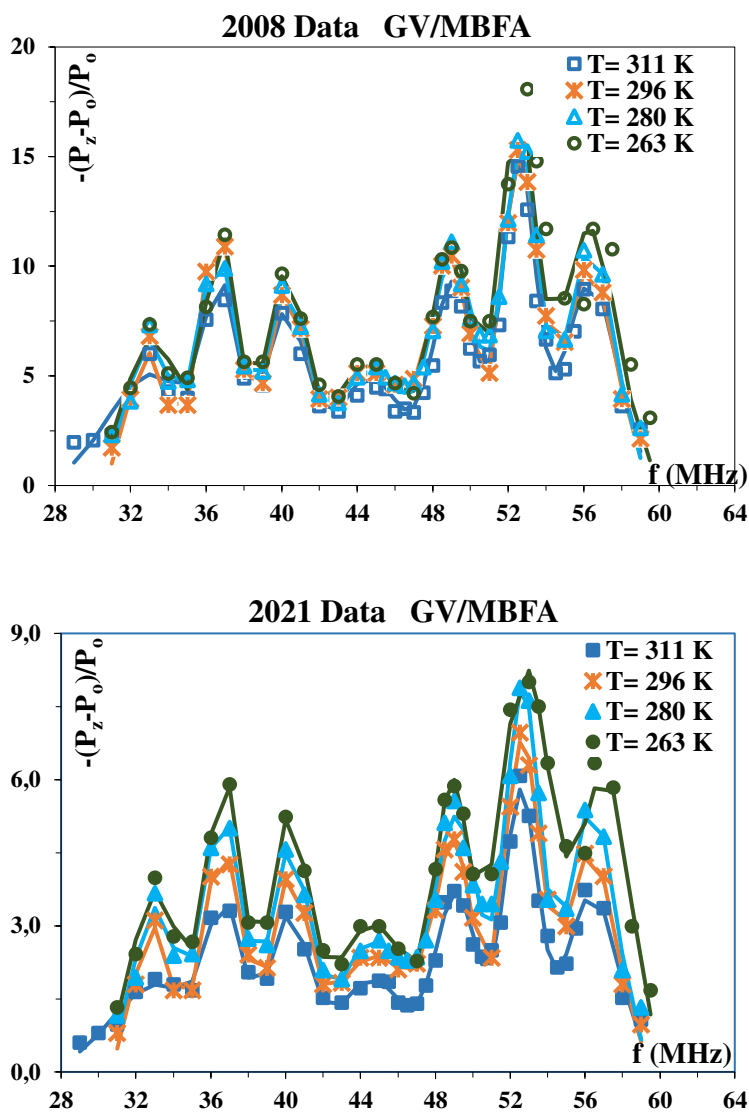 2008 Data GV/MBFA
20
15
10
5
0
-(Pz-Po)/Po
T= 311 K
T= 296 K
T= 280 K
T= 263 K
f (MHz)
28 32 36 40 44 48 52 56 60 64
2021 Data GV/MBFA
9,0
6,0
3,0
0,0
-(Pz-Po)/Po
T= 311 K
T= 296 K
T= 280 K
T= 263 K
f (MHz)
28 32 36 40 44 48 52 56 60 64